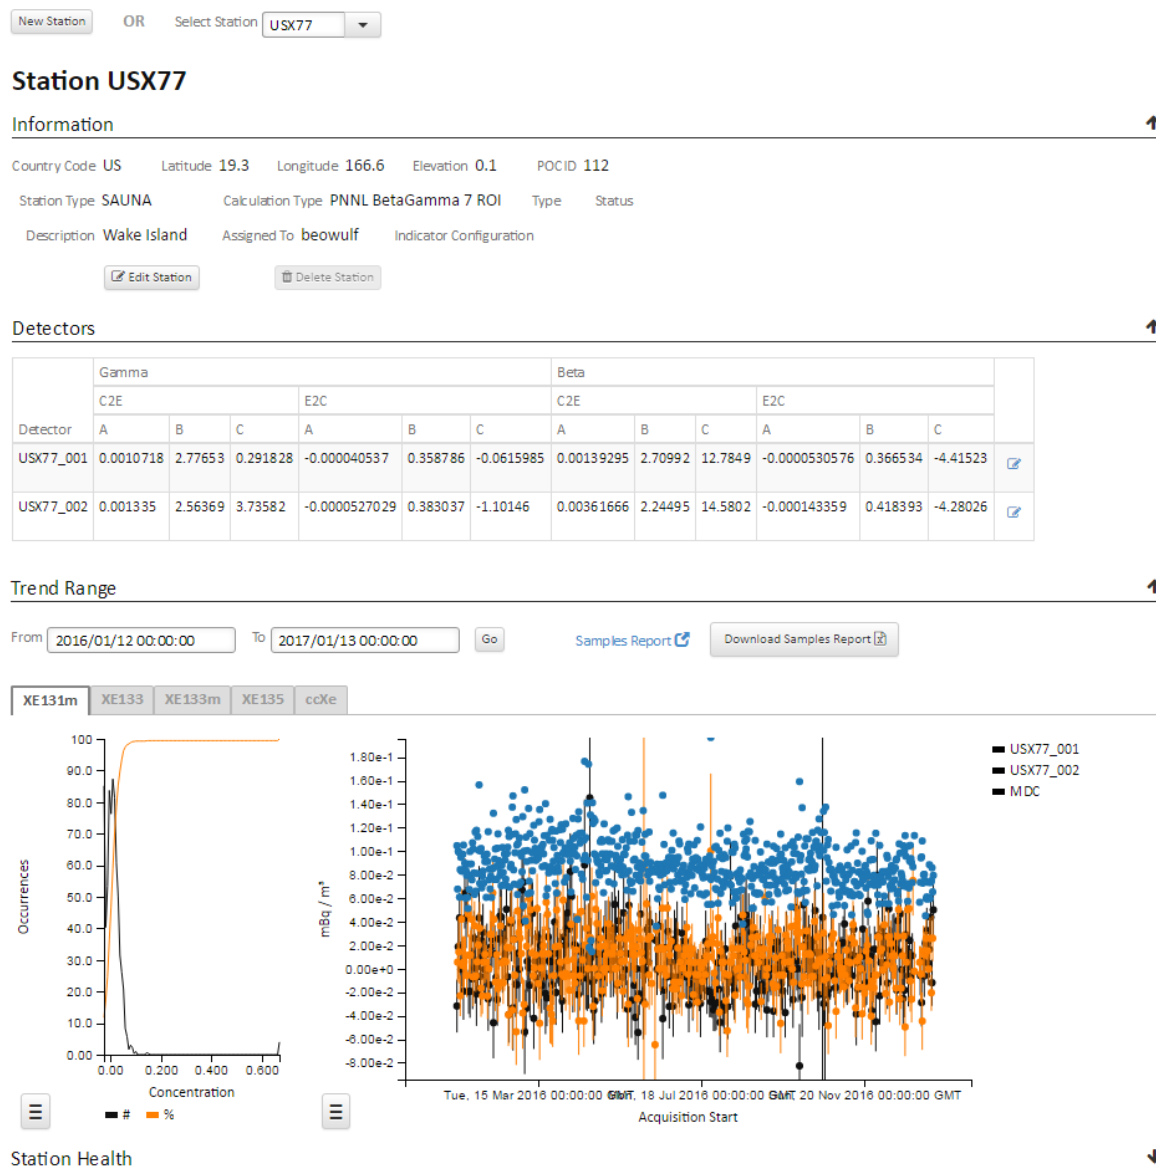 New Station OR Select Station USX77
Station USX77
Information
Country Code US Latitude 19.3 Longitude 166.6 Elevation 0.1 POCID 112
Station Type SAUNA Calculation Type PNNL BetaGamma 7 ROI Type Status
Description Wake Island Assigned To beowulf Indicator Configuration
Edit Station Delete Station
Detectors
Gamma Beta
C2E E2C C2E E2C
Detector A B C A B C A B C A B C
USX77_001 0.0010718 2.77653 0.291828 -0.000040537 0.358786 -0.0615985 0.00139295 2.70992 12.7849 -0.0000530576 0.366534 -4.41523
USX77_002 0.001335 2.56369 3.73582 -0.0000527029 0.383037 -1.10146 0.00361666 2.24495 14.5802 -0.000143359 0.418393 -4.28026
Trend Range
From 2016/01/12 00:00:00 To 2017/01/13 00:00:00 Go Samples Report Download Samples Report
XE131m XE133 XE133m XE135 ccXe
Occurrences
100
90.0
80.0
70.0
60.0
50.0
40.0
30.0
20.0
10.0
0.00
0.00 0.200 0.400 0.600
Concentration
# %
mBq / m³
1.80e-1
1.60e-1
1.40e-1
1.20e-1
1.00e-1
8.00e-2
6.00e-2
4.00e-2
2.00e-2
0.00e+0
-2.00e-2
-4.00e-2
-6.00e-2
-8.00e-2
Tue, 15 Mar 2016 00:00:00 18 Jul 2016 00:00:00 20 Nov 2016 00:00:00 GMT
Acquisition Start
USX77_001
USX77_002
MDC
Station Health